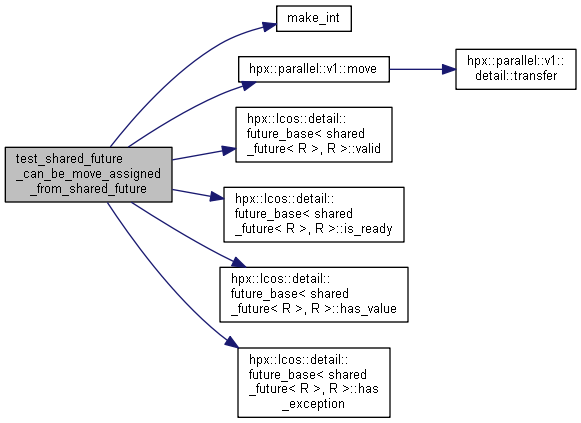 make_int
hpx::parallel::v1::move
hpx::parallel::v1::
detail::transfer
hpx::lcos::detail::
future_base< shared
_future< R >, R >::valid
test_shared_future
_can_be_move_assigned
_from_shared_future
hpx::lcos::detail::
future_base< shared
_future< R >, R >::is_ready
hpx::lcos::detail::
future_base< shared
_future< R >, R >::has_value
hpx::lcos::detail::
future_base< shared
_future< R >, R >::has
_exception